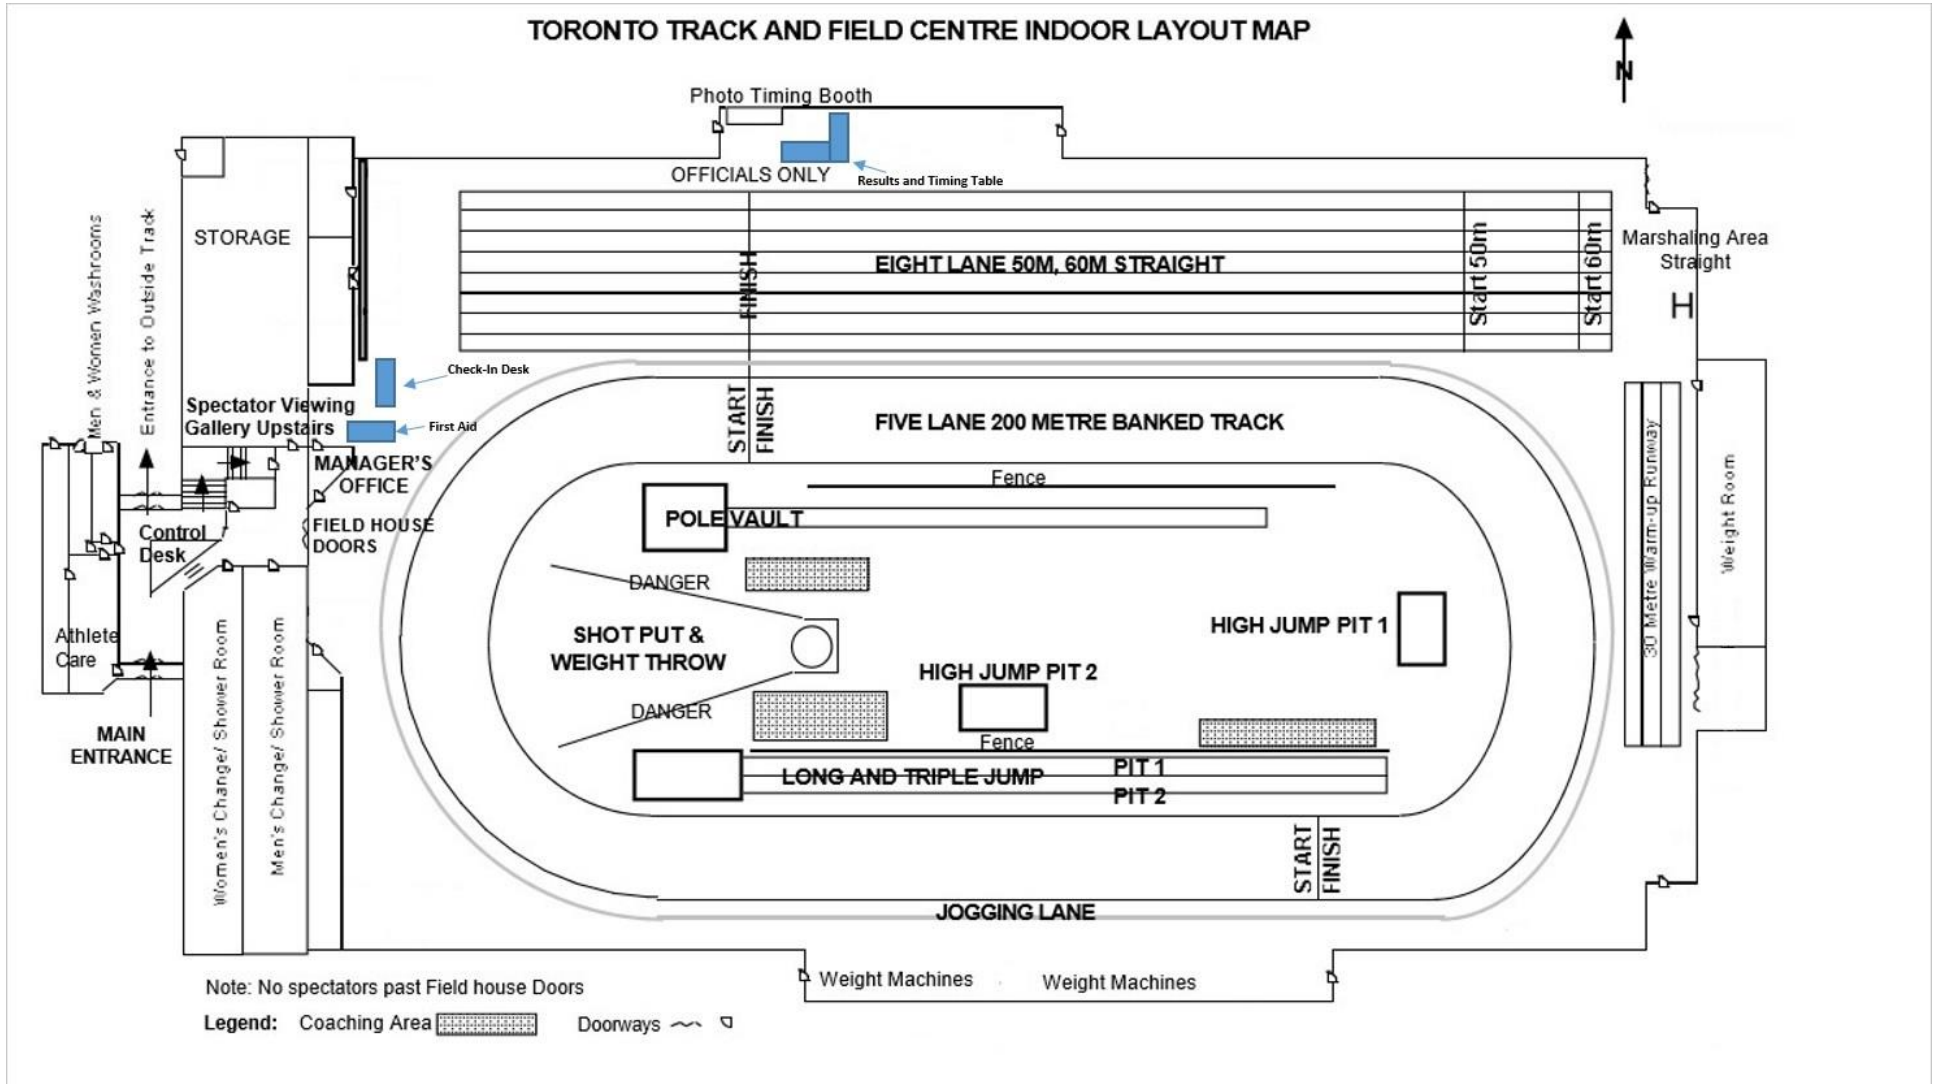 TORONTO TRACK AND FIELD CENTRE INDOOR LAYOUT MAP
N
Photo Timing Booth
OFFICIALS ONLY
Results and Timing Table
Men & Women Washrooms
Entrance to Outside Track
STORAGE
FINISH
EIGHT LANE 50M, 60M STRAIGHT
Start 50m
Start 60m
Marshaling Area
Straight
H
Check-In Desk
First Aid
Spectator Viewing
Gallery Upstairs
MANAGER'S
OFFICE
START
FINISH
FIVE LANE 200 METRE BANKED TRACK
Fence
POLE VAULT
Control
Desk
FIELD HOUSE
DOORS
30 Metre Warm-up Runway
Weight Room
DANGER
SHOT PUT &
WEIGHT THROW
DANGER
HIGH JUMP PIT 1
HIGH JUMP PIT 2
Athlete
Care
MAIN
ENTRANCE
Women's Change/ Shower Room
Men's Change/ Shower Room
Fence
LONG AND TRIPLE JUMP
PIT 1
PIT 2
START
FINISH
JOGGING LANE
Weight Machines
Weight Machines
Note: No spectators past Field house Doors
Legend: Coaching Area Doorways